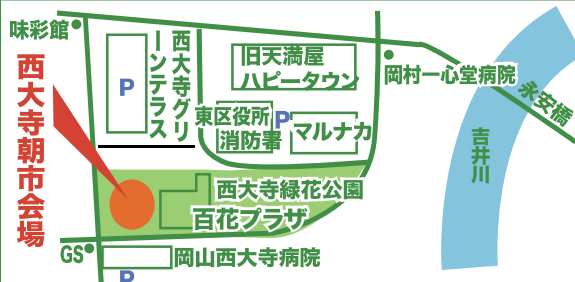 味彩館
西大寺グリ
ーンテラス
P
旧天満屋
ハピータウン
岡村一心堂病院
永安橋
東区役所
消防署
P
マルナカ
吉井川
西大寺朝市会場
西大寺緑花公園
百花プラザ
GS
岡山西大寺病院
P